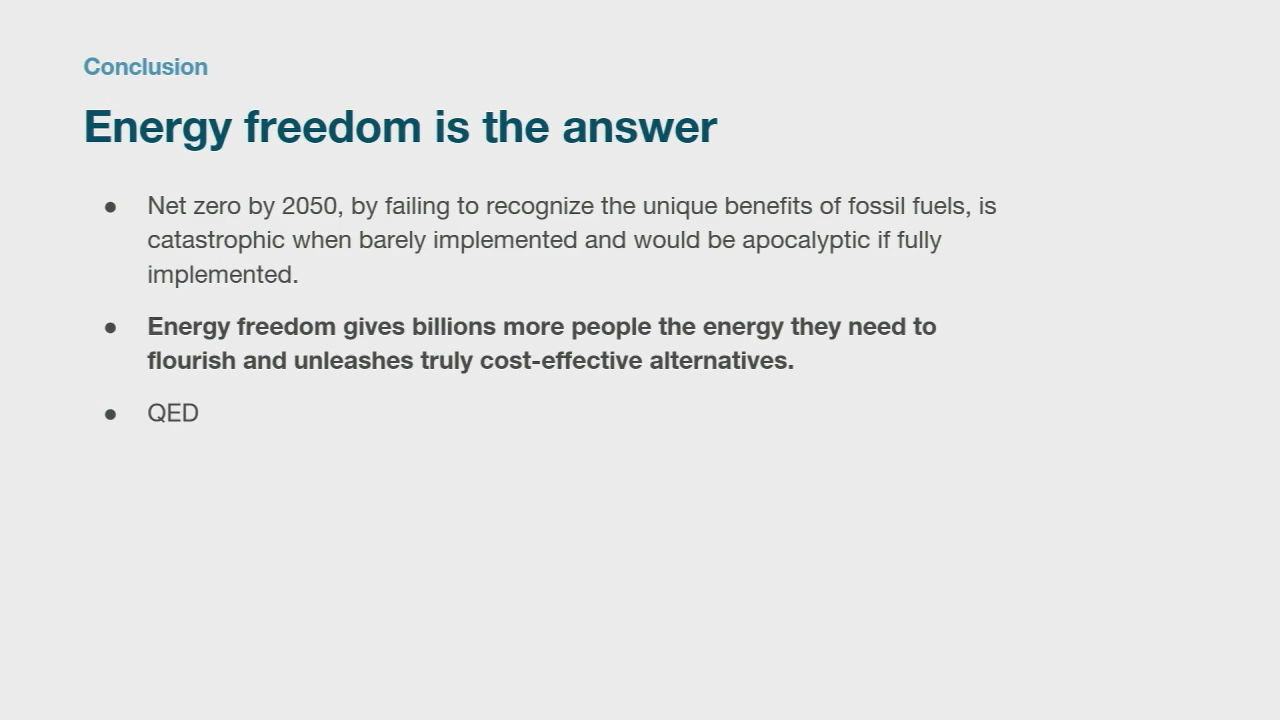 Conclusion
Energy freedom is the answer
● Net zero by 2050, by failing to recognize the unique benefits of fossil fuels, is
catastrophic when barely implemented and would be apocalyptic if fully
implemented.
● Energy freedom gives billions more people the energy they need to
flourish and unleashes truly cost-effective alternatives.
● QED